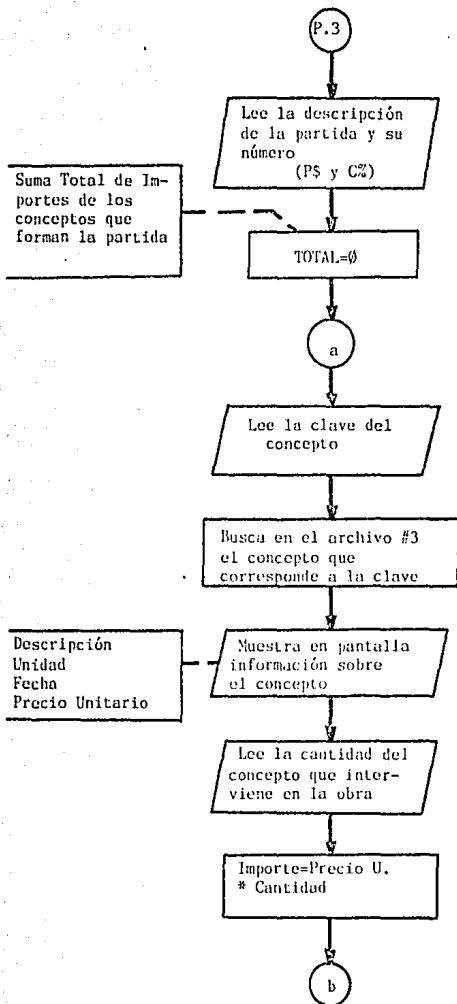 P.3
Lee la descripción
de la partida y su
número
(P$ y C%)
Suma Total de Im-
portes de los
conceptos que
forman la partida
TOTAL=Ø
a
Lee la clave del
concepto
Busca en el archivo #3
el concepto que
corresponde a la clave
Descripción
Unidad
Fecha
Precio Unitario
Muestra en pantalla
información sobre
el concepto
Lee la cantidad del
concepto que inter-
viene en la obra
Importe=Precio U.
* Cantidad
b